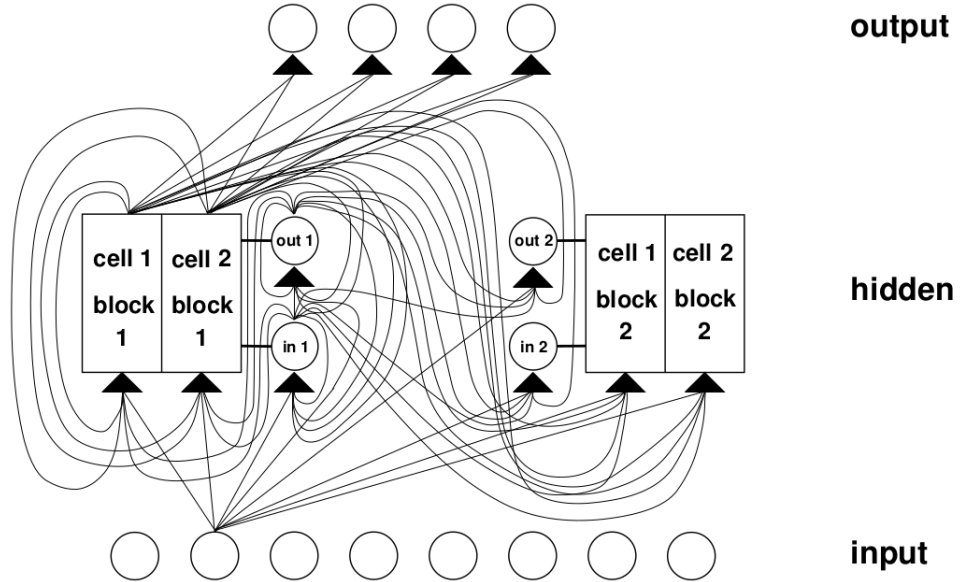 output
out 1
out 2
cell 1
block
1
cell 2
block
1
cell 1
block
2
cell 2
block
2
hidden
in 1
in 2
input